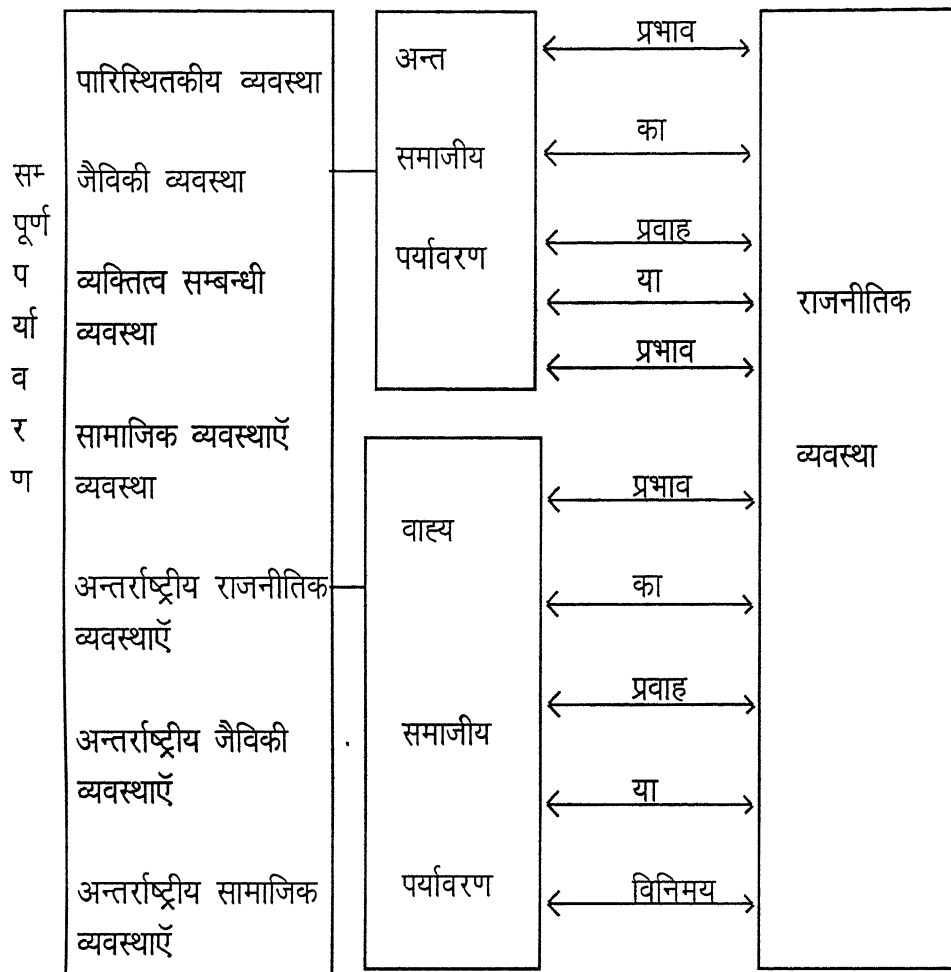 सम्पूर्ण पर्यावरण
पारिस्थितकीय व्यवस्था
जैविकी व्यवस्था
व्यक्तित्व सम्बन्धी
व्यवस्था
सामाजिक व्यवस्थाएॅ
व्यवस्था
अन्तर्राष्ट्रीय राजनीतिक
व्यवस्थाएॅ
अन्तर्राष्ट्रीय जैविकी
व्यवस्थाएॅ
अन्तर्राष्ट्रीय सामाजिक
व्यवस्थाएॅ
अन्त
समाजीय
पर्यावरण
वाह्य
समाजीय
पर्यावरण
प्रभाव
का
प्रवाह
या
प्रभाव
प्रभाव
का
प्रवाह
या
विनिमय
राजनीतिक
व्यवस्था